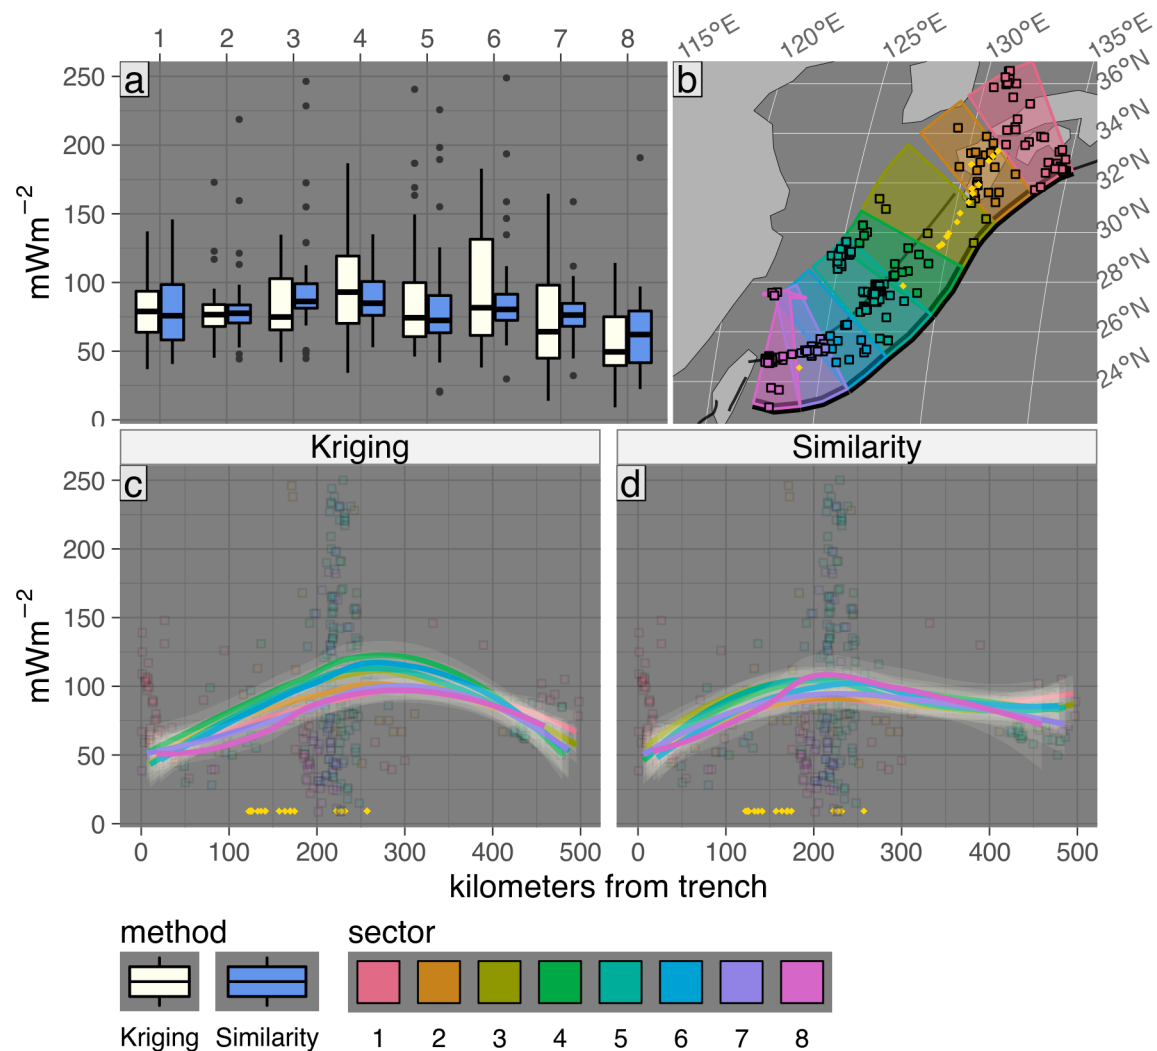 1 2 3 4 5 6 7 8
115°E 120°E 125°E 130°E 135°E
a
b
mWm⁻²
250
200
150
100
50
0
36°N
34°N
32°N
30°N
28°N
26°N
24°N
Kriging
Similarity
c
d
mWm⁻²
250
200
150
100
50
0
0 100 200 300 400 500
0 100 200 300 400 500
kilometers from trench
method
Kriging Similarity
sector
1 2 3 4 5 6 7 8